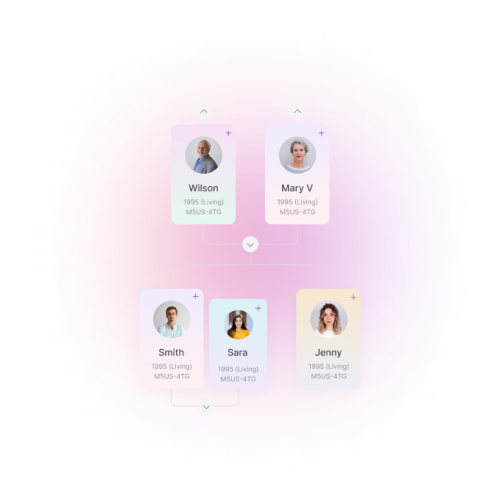 Wilson
1995 (Living)
M5US-4TG
Mary V
1995 (Living)
M5US-4TG
Smith
1995 (Living)
M5US-4TG
Sara
1995 (Living)
M5US-4TG
Jenny
1995 (Living)
M5US-4TG